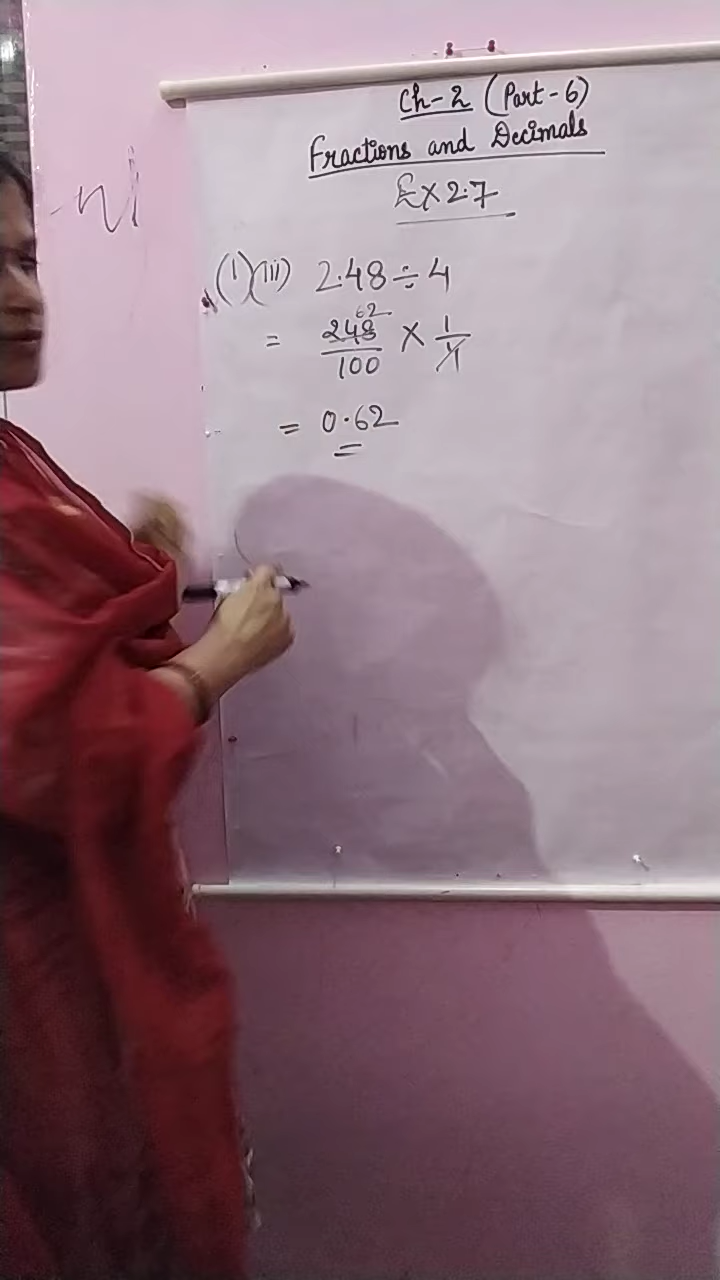 Ch-2 (Part-6)
Fractions and Decimals
Ex 2.7
(1)(iii) 2.48 ÷ 4
62
= 248/100 × 1/4
= 0.62